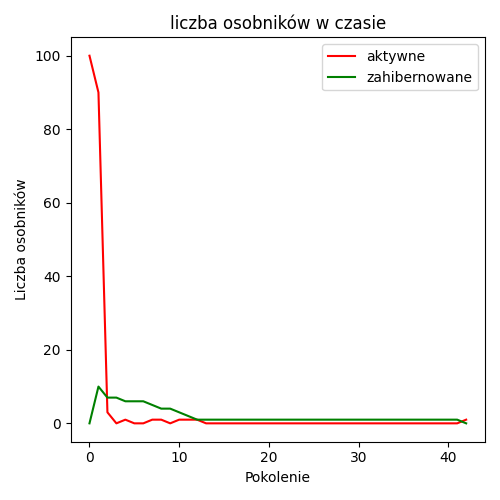 liczba osobników w czasie
aktywne
zahibernowane
Liczba osobników
100
80
60
40
20
0
0 10 20 30 40
Pokolenie